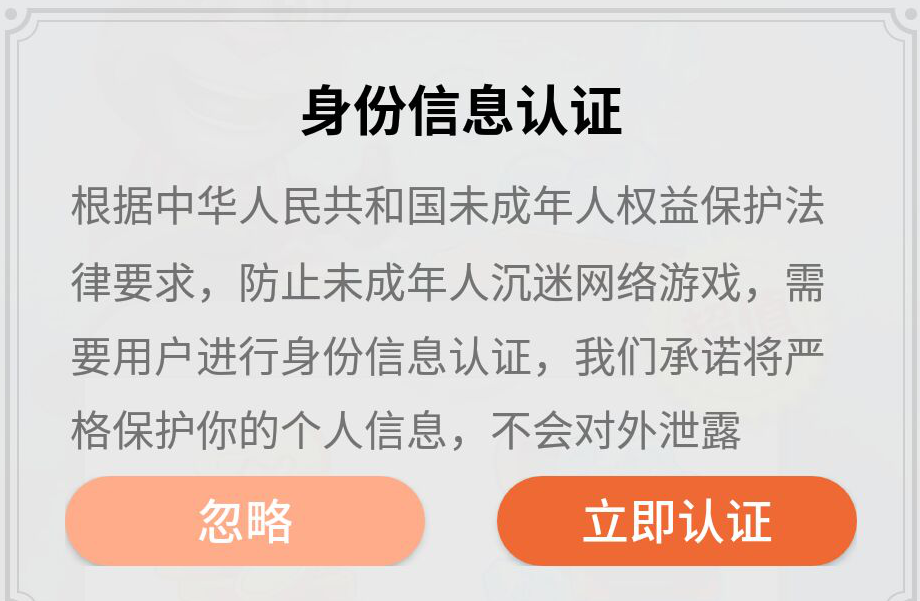 身份信息认证
根据中华人民共和国未成年人权益保护法
律要求，防止未成年人沉迷网络游戏，需
要用户进行身份信息认证，我们承诺将严
格保护你的个人信息，不会对外泄露
忽略
立即认证